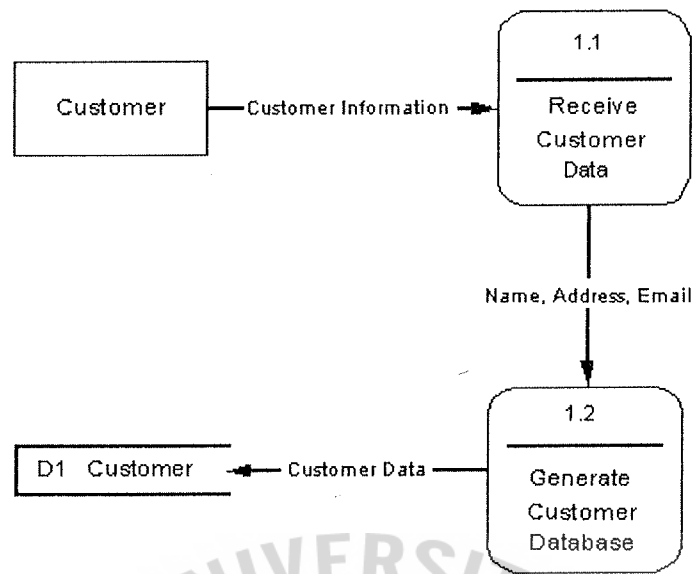 1.1
Customer
Customer Information
Receive
Customer
Data
Name, Address, Email
1.2
D1 Customer
Customer Data
Generate
Customer
Database